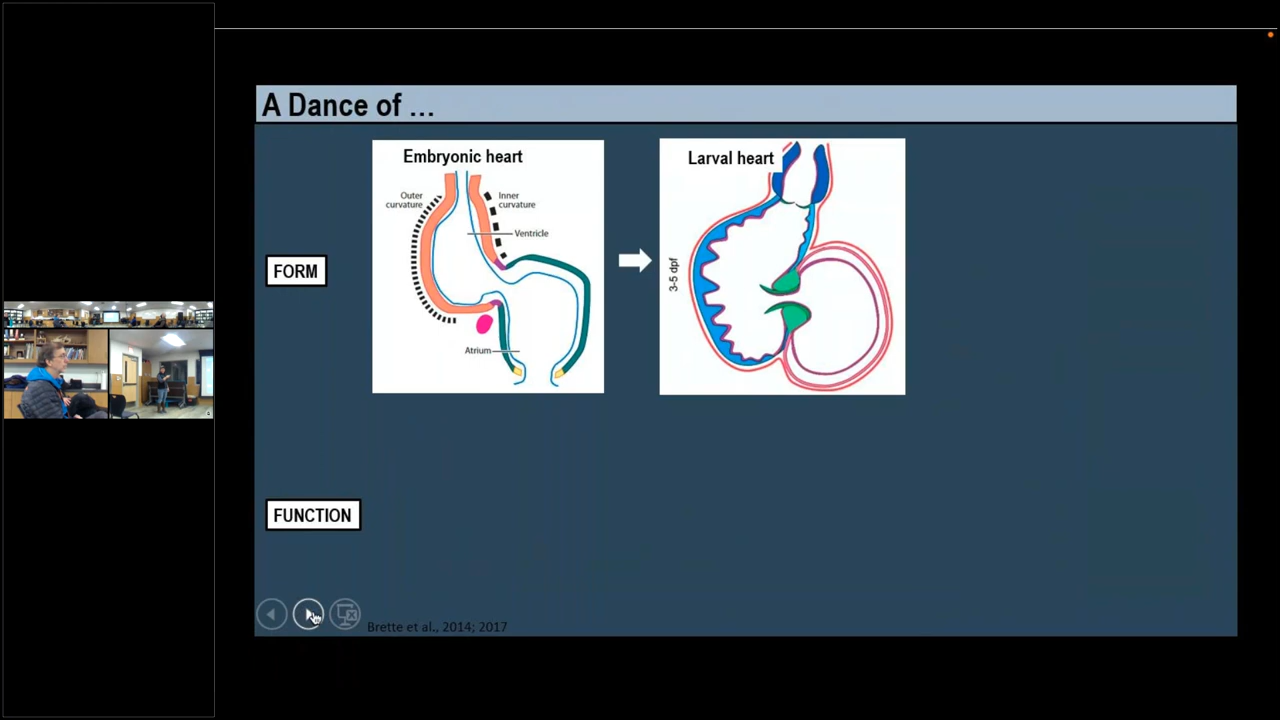 A Dance of ...
Embryonic heart
Outer
curvature
Inner
curvature
Ventricle
Atrium
Larval heart
3-5 dpf
FORM
FUNCTION
Brette et al., 2014; 2017